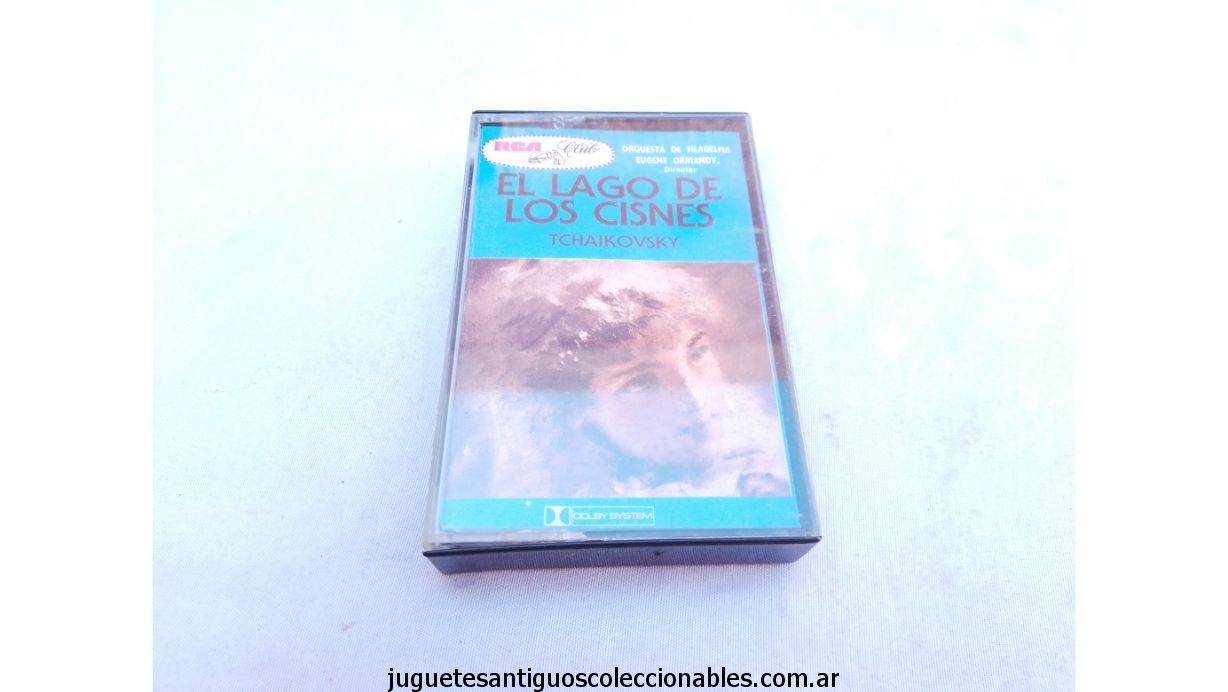 RCA Club
ORQUESTA DE FILADELFIA
EUGENE ORMANDY,
Director
EL LAGO DE
LOS CISNES
TCHAIKOVSKY
DOLBY SYSTEM
juguetesantiguoscoleccionables.com.ar